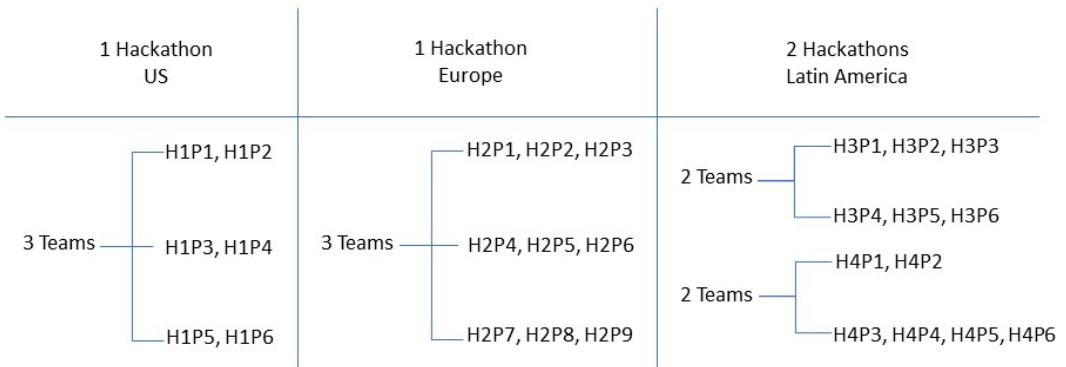 1 Hackathon
US
1 Hackathon
Europe
2 Hackathons
Latin America
3 Teams
H1P1, H1P2
H1P3, H1P4
H1P5, H1P6
3 Teams
H2P1, H2P2, H2P3
H2P4, H2P5, H2P6
H2P7, H2P8, H2P9
2 Teams
H3P1, H3P2, H3P3
H3P4, H3P5, H3P6
2 Teams
H4P1, H4P2
H4P3, H4P4, H4P5, H4P6